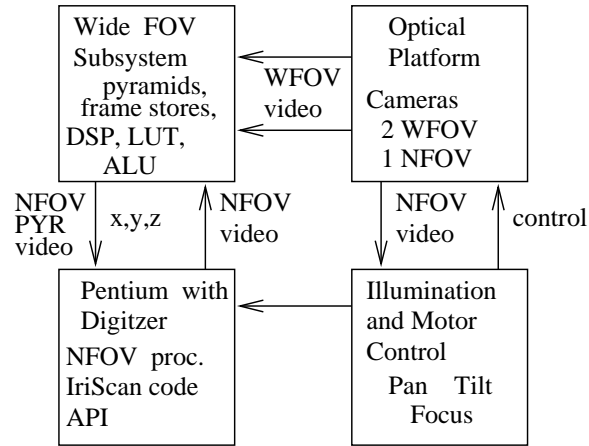 Wide FOV
Subsystem
pyramids,
frame stores,
DSP, LUT,
ALU
WFOV
video
Optical
Platform
Cameras
2 WFOV
1 NFOV
NFOV
PYR
video
x,y,z
NFOV
video
NFOV
video
control
Pentium with
Digitzer
NFOV proc.
IriScan code
API
Illumination
and Motor
Control
Pan Tilt
Focus